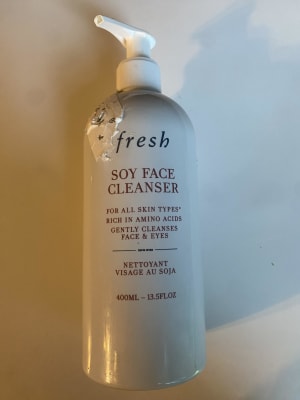 fresh
SOY FACE
CLEANSER
FOR ALL SKIN TYPES*
RICH IN AMINO ACIDS
GENTLY CLEANSES
FACE & EYES
NETTOYANT
VISAGE AU SOJA
400ML – 13.5FLOZ